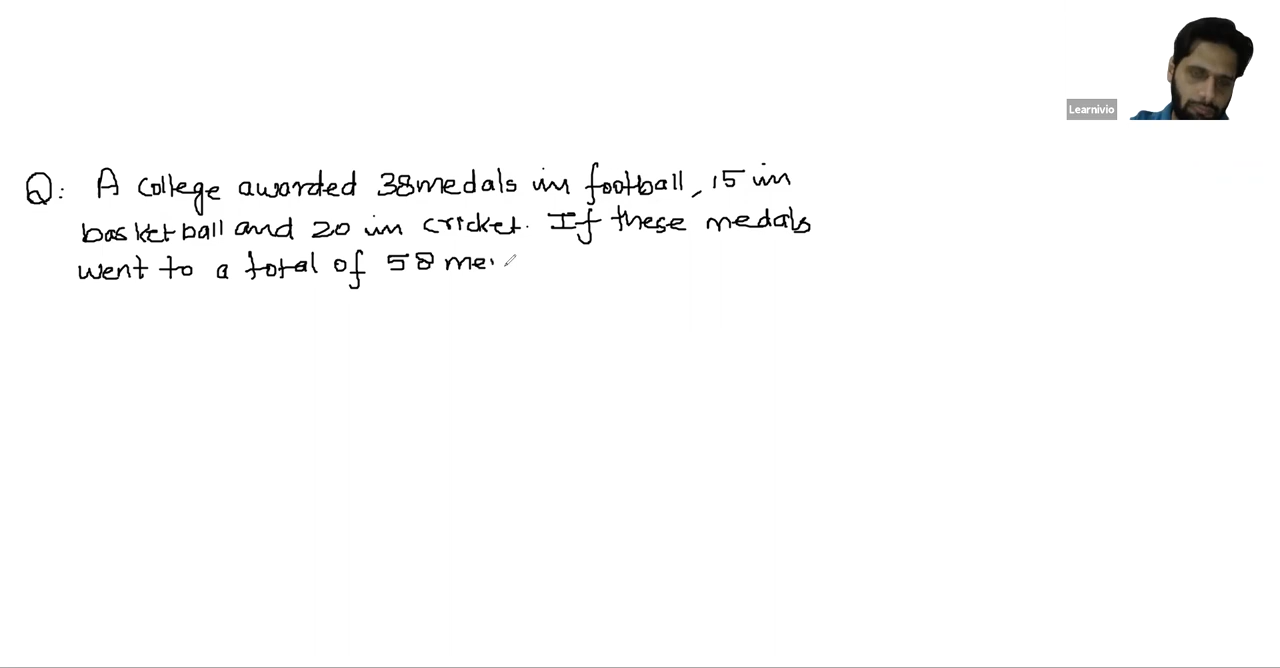 Learnivio
Q: A college awarded 38 medals in football, 15 in
basketball and 20 in cricket. If these medals
went to a total of 58 me